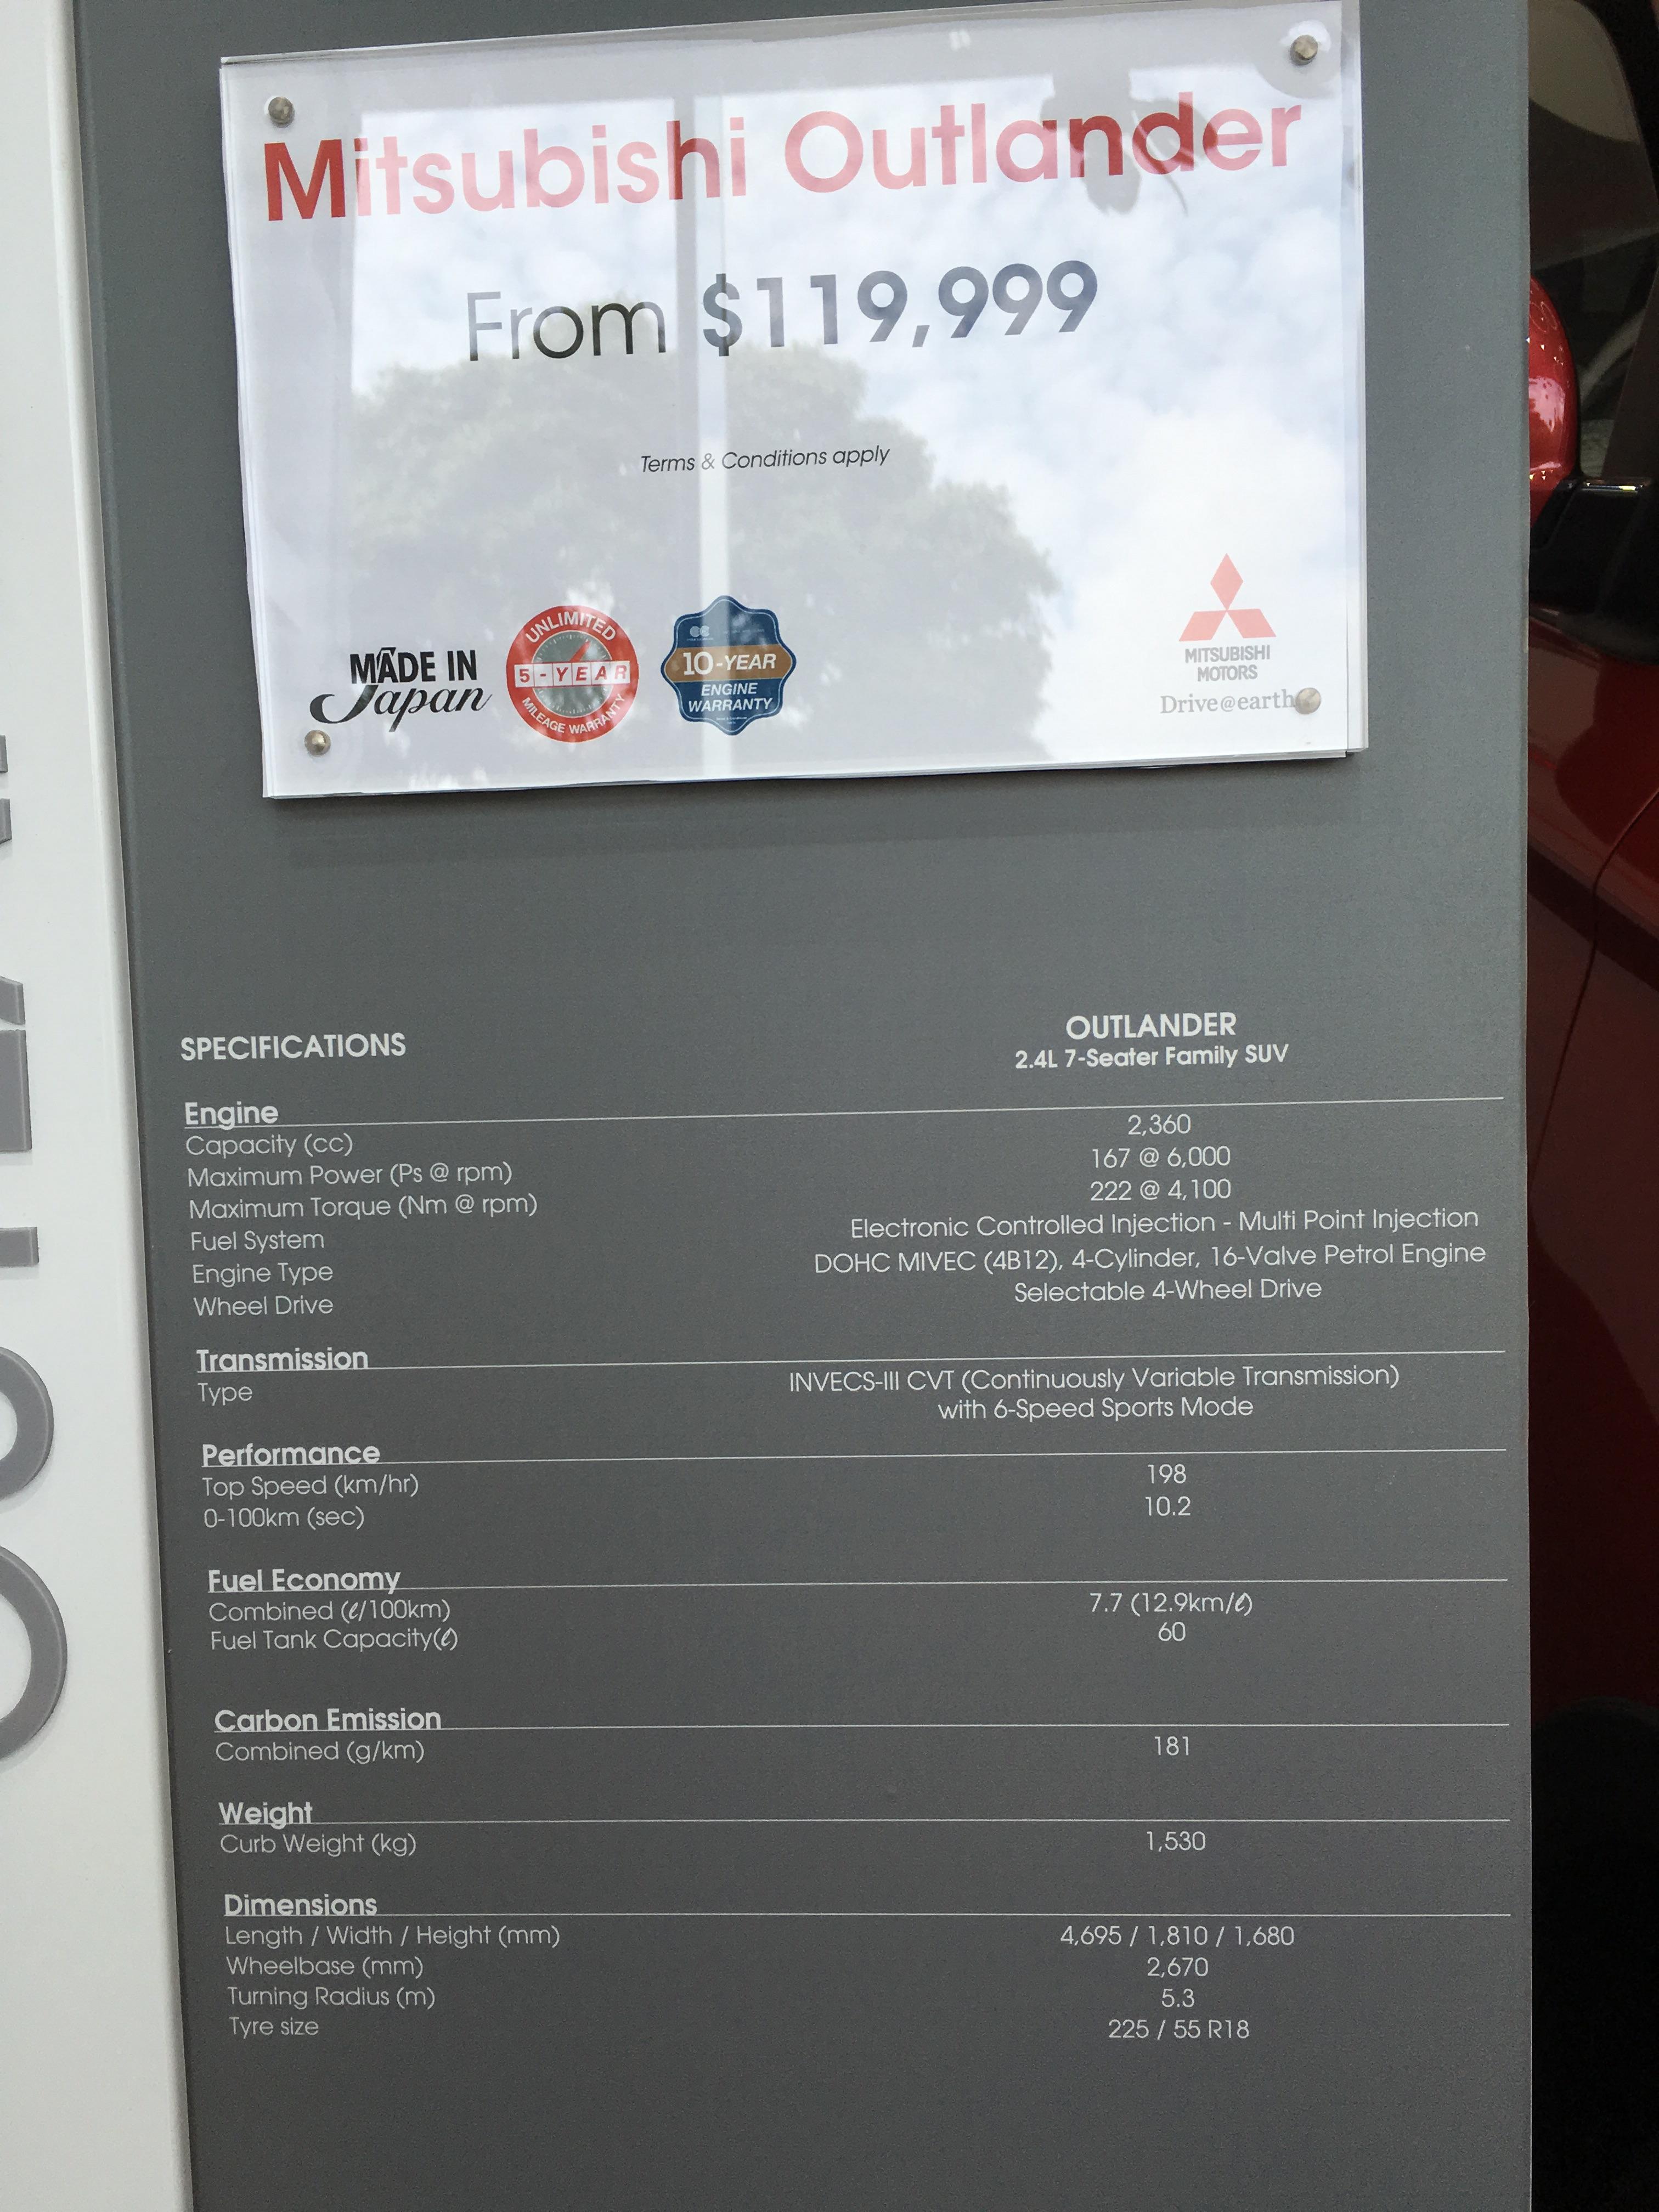 Mitsubishi Outlander
From $119,999
Terms & Conditions apply
MADE IN
Japan
UNLIMITED
5-YEAR
MILEAGE WARRANTY
10-YEAR
ENGINE
WARRANTY
MITSUBISHI
MOTORS
Drive@earth
SPECIFICATIONS
OUTLANDER
2.4L 7-Seater Family SUV
Engine
Capacity (cc) 2,360
Maximum Power (Ps @ rpm) 167 @ 6,000
Maximum Torque (Nm @ rpm) 222 @ 4,100
Fuel System Electronic Controlled Injection - Multi Point Injection
Engine Type DOHC MIVEC (4B12), 4-Cylinder, 16-Valve Petrol Engine
Wheel Drive Selectable 4-Wheel Drive
Transmission
Type INVECS-III CVT (Continuously Variable Transmission)
with 6-Speed Sports Mode
Performance
Top Speed (km/hr) 198
0-100km (sec) 10.2
Fuel Economy
Combined (ℓ/100km) 7.7 (12.9km/ℓ)
Fuel Tank Capacity(ℓ) 60
Carbon Emission
Combined (g/km) 181
Weight
Curb Weight (kg) 1,530
Dimensions
Length / Width / Height (mm) 4,695 / 1,810 / 1,680
Wheelbase (mm) 2,670
Turning Radius (m) 5.3
Tyre size 225 / 55 R18